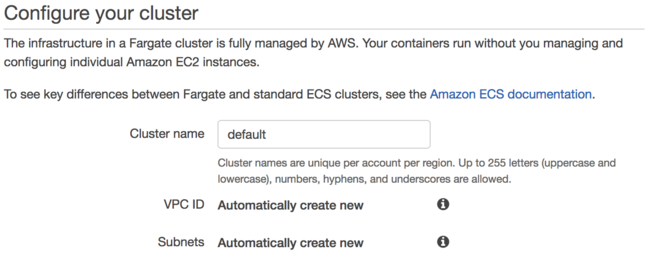 Configure your cluster
The infrastructure in a Fargate cluster is fully managed by AWS. Your containers run without you managing and
configuring individual Amazon EC2 instances.
To see key differences between Fargate and standard ECS clusters, see the Amazon ECS documentation.
Cluster name default
Cluster names are unique per account per region. Up to 255 letters (uppercase and
lowercase), numbers, hyphens, and underscores are allowed.
VPC ID Automatically create new
Subnets Automatically create new